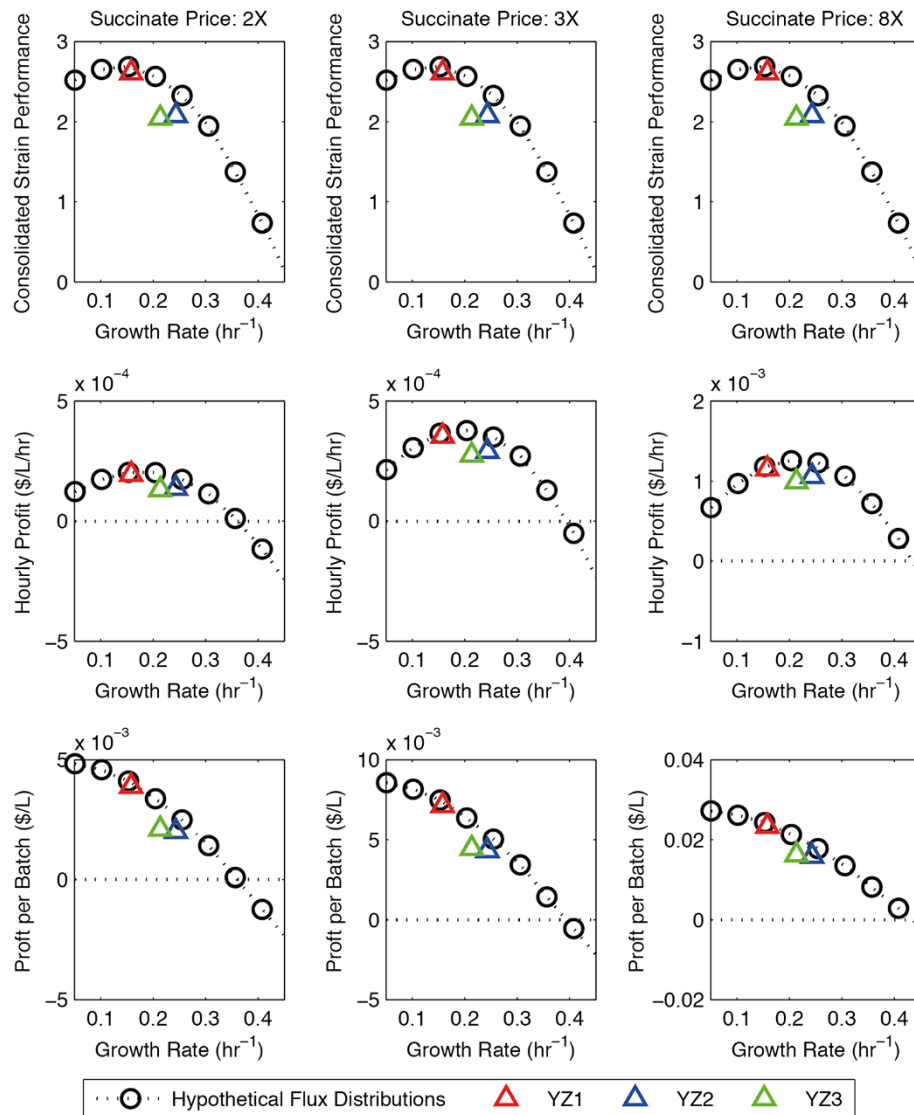 Succinate Price: 2X
Succinate Price: 3X
Succinate Price: 8X
Consolidated Strain Performance
3
2
1
0
0.1 0.2 0.3 0.4
Growth Rate (hr⁻¹)
Consolidated Strain Performance
3
2
1
0
0.1 0.2 0.3 0.4
Growth Rate (hr⁻¹)
Consolidated Strain Performance
3
2
1
0
0.1 0.2 0.3 0.4
Growth Rate (hr⁻¹)
x 10⁻⁴
Hourly Profit ($/L/hr)
5
0
−5
0.1 0.2 0.3 0.4
Growth Rate (hr⁻¹)
x 10⁻⁴
Hourly Profit ($/L/hr)
5
0
−5
0.1 0.2 0.3 0.4
Growth Rate (hr⁻¹)
x 10⁻³
Hourly Profit ($/L/hr)
2
1
0
−1
0.1 0.2 0.3 0.4
Growth Rate (hr⁻¹)
x 10⁻³
Proft per Batch ($/L)
5
0
−5
0.1 0.2 0.3 0.4
Growth Rate (hr⁻¹)
x 10⁻³
Proft per Batch ($/L)
10
5
0
−5
0.1 0.2 0.3 0.4
Growth Rate (hr⁻¹)
Proft per Batch ($/L)
0.04
0.02
0
−0.02
0.1 0.2 0.3 0.4
Growth Rate (hr⁻¹)
Hypothetical Flux Distributions YZ1 YZ2 YZ3